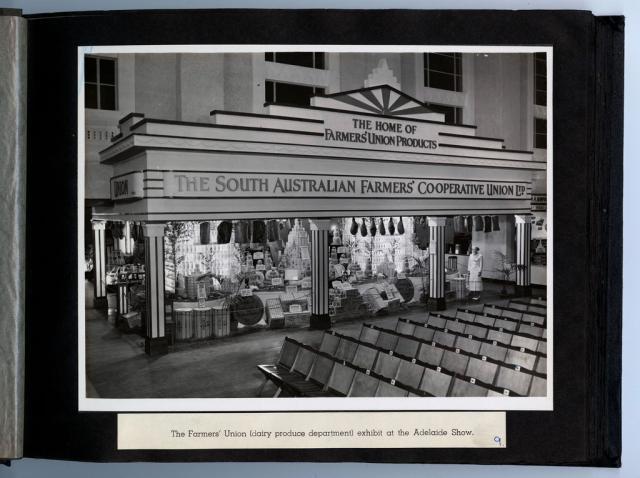 THE HOME OF
FARMERS' UNION PRODUCTS
UNION
THE SOUTH AUSTRALIAN FARMERS' COOPERATIVE UNION LTD
The Farmers' Union (dairy produce department) exhibit at the Adelaide Show.
9.